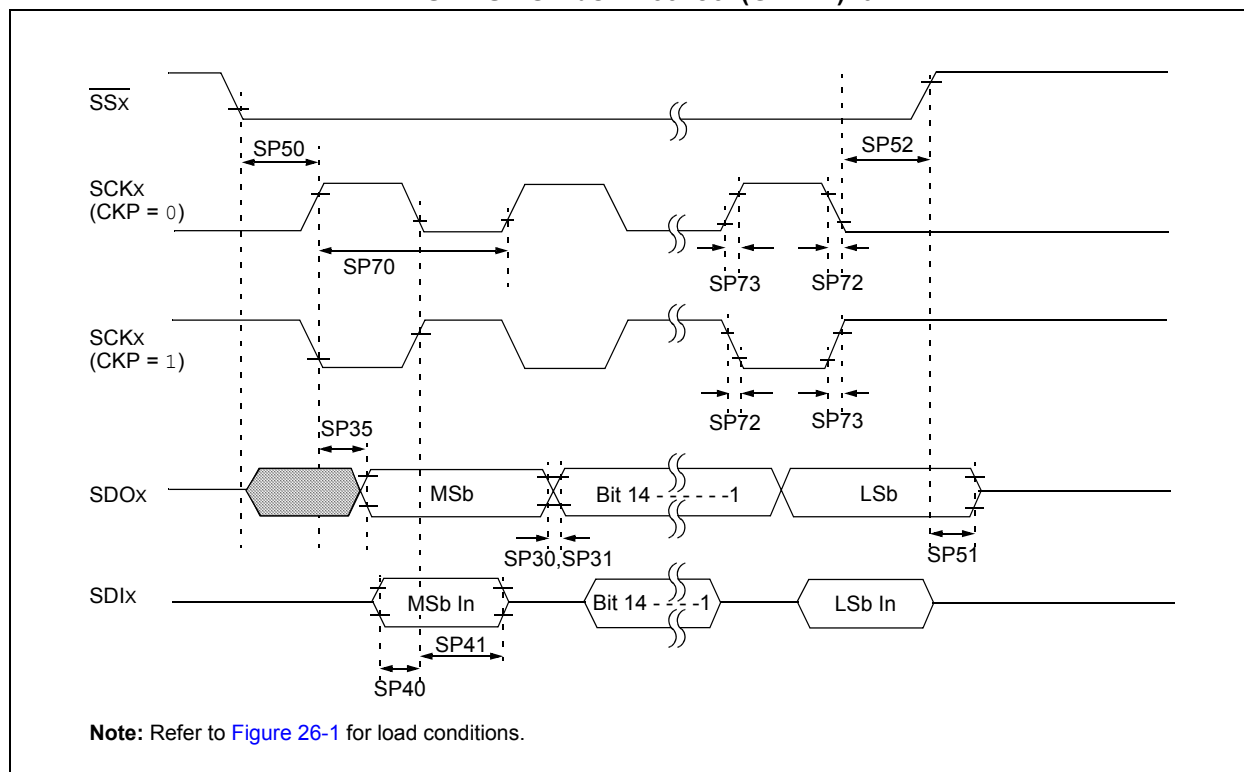 SSx
SP50
SP52
SCKx
(CKP = 0)
SP70
SP73
SP72
SCKx
(CKP = 1)
SP72
SP73
SP35
SDOx
MSb
Bit 14 - - - - - -1
LSb
SP30,SP31
SP51
SDIx
MSb In
Bit 14 - - - -1
LSb In
SP41
SP40
Note: Refer to Figure 26-1 for load conditions.